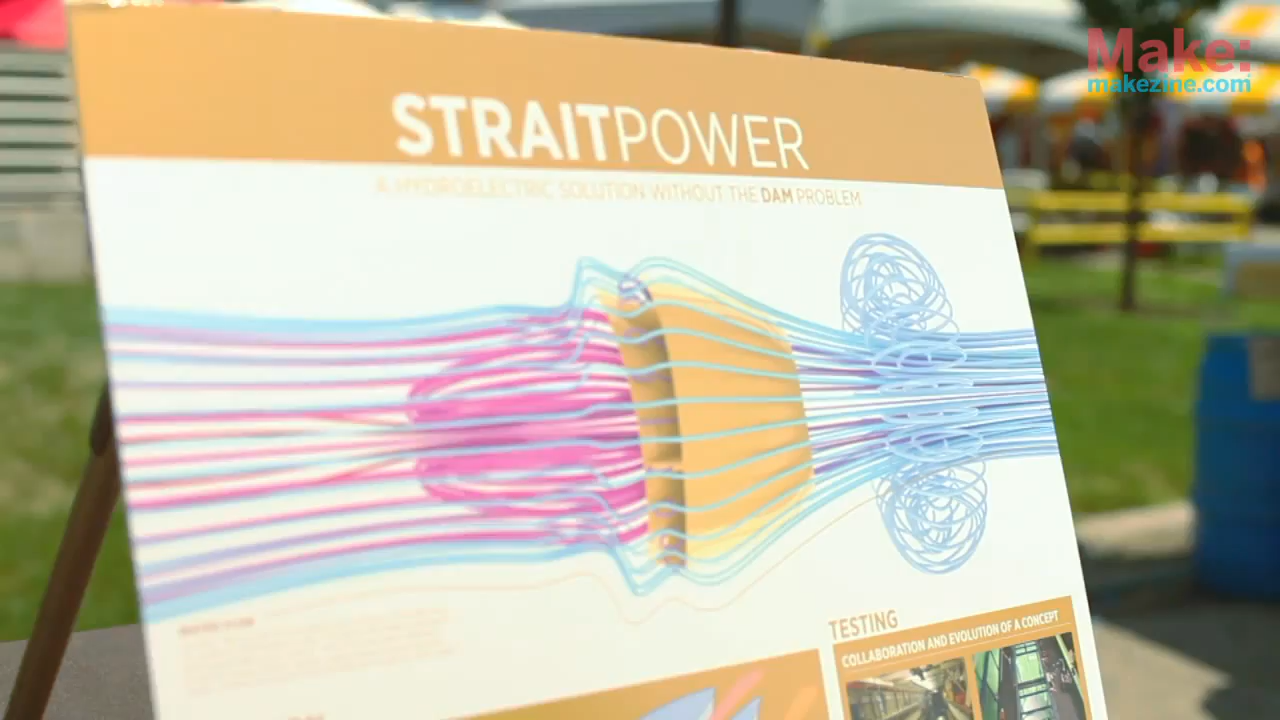 Make:
makezine.com
STRAITPOWER
A HYDROELECTRIC SOLUTION WITHOUT THE DAM PROBLEM
TESTING
COLLABORATION AND EVOLUTION OF A CONCEPT